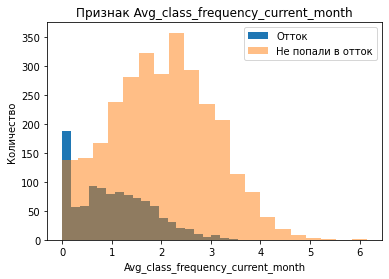 Признак Avg_class_frequency_current_month
Отток
Не попали в отток
Количество
350
300
250
200
150
100
50
0
0 1 2 3 4 5 6
Avg_class_frequency_current_month